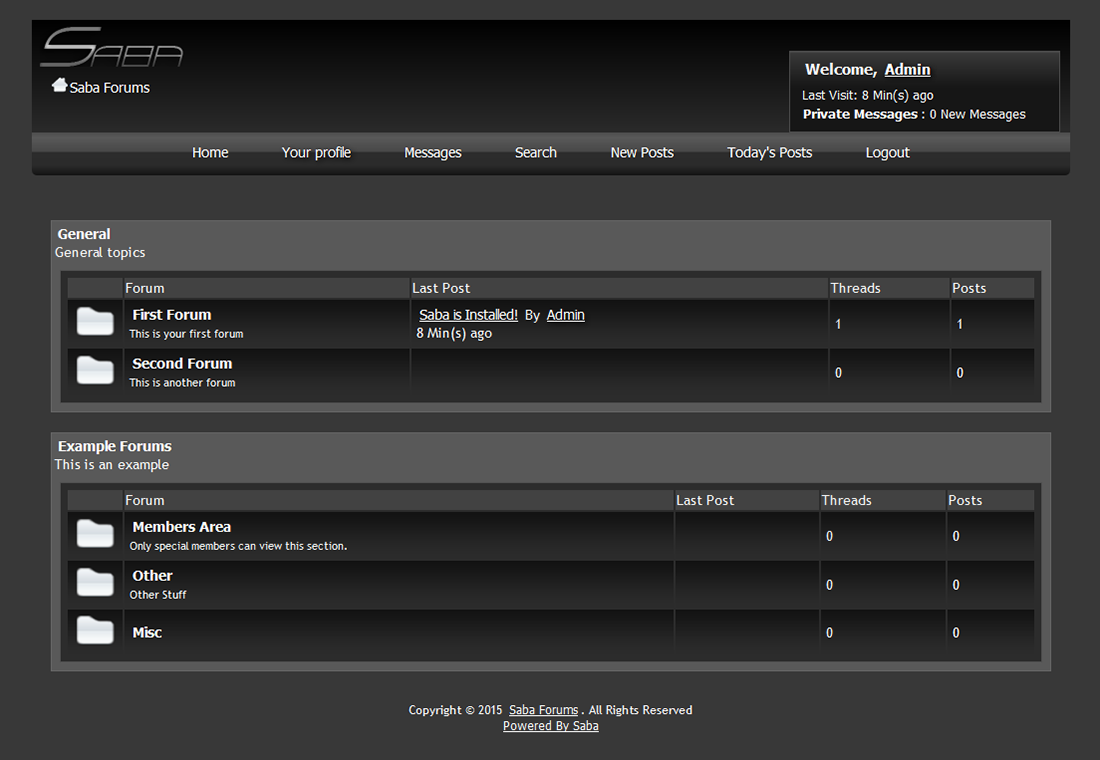 SABA
Saba Forums
Welcome, Admin
Last Visit: 8 Min(s) ago
Private Messages : 0 New Messages
Home Your profile Messages Search New Posts Today's Posts Logout
General
General topics
Forum Last Post Threads Posts
First Forum Saba is Installed! By Admin 1 1
This is your first forum 8 Min(s) ago
Second Forum 0 0
This is another forum
Example Forums
This is an example
Forum Last Post Threads Posts
Members Area 0 0
Only special members can view this section.
Other 0 0
Other Stuff
Misc 0 0
Copyright © 2015 Saba Forums . All Rights Reserved
Powered By Saba